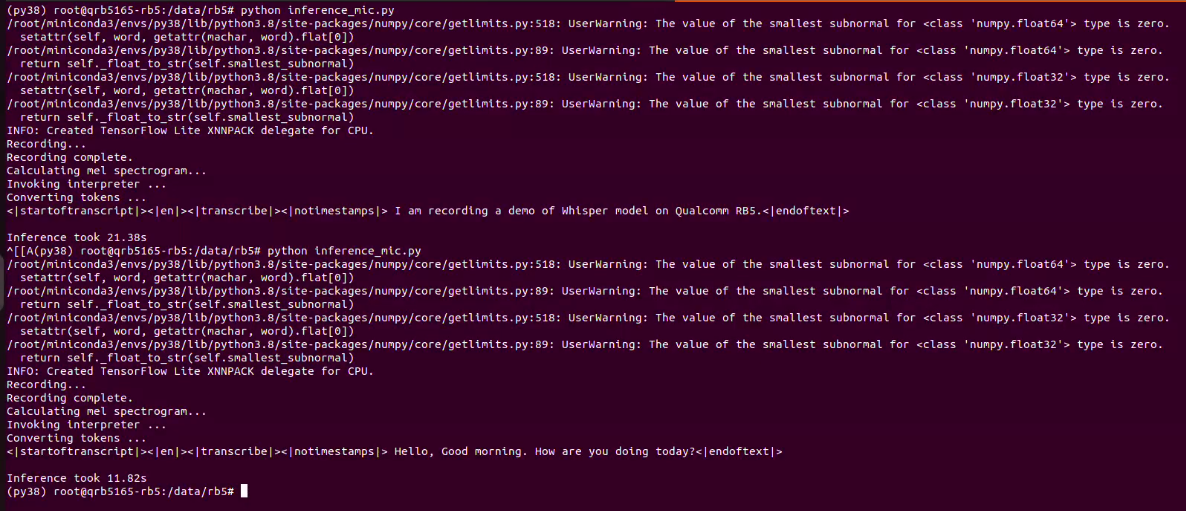 (py38) root@qrb5165-rb5:/data/rb5# python inference_mic.py
/root/miniconda3/envs/py38/lib/python3.8/site-packages/numpy/core/getlimits.py:518: UserWarning: The value of the smallest subnormal for <class 'numpy.float64'> type is zero.
  setattr(self, word, getattr(machar, word).flat[0])
/root/miniconda3/envs/py38/lib/python3.8/site-packages/numpy/core/getlimits.py:89: UserWarning: The value of the smallest subnormal for <class 'numpy.float64'> type is zero.
  return self._float_to_str(self.smallest_subnormal)
/root/miniconda3/envs/py38/lib/python3.8/site-packages/numpy/core/getlimits.py:518: UserWarning: The value of the smallest subnormal for <class 'numpy.float32'> type is zero.
  setattr(self, word, getattr(machar, word).flat[0])
/root/miniconda3/envs/py38/lib/python3.8/site-packages/numpy/core/getlimits.py:89: UserWarning: The value of the smallest subnormal for <class 'numpy.float32'> type is zero.
  return self._float_to_str(self.smallest_subnormal)
INFO: Created TensorFlow Lite XNNPACK delegate for CPU.
Recording...
Recording complete.
Calculating mel spectrogram...
Invoking interpreter ...
Converting tokens ...
<|startoftranscript|><|en|><|transcribe|><|notimestamps|> I am recording a demo of Whisper model on Qualcomm RB5.<|endoftext|>

Inference took 21.38s
^[[A(py38) root@qrb5165-rb5:/data/rb5# python inference_mic.py
/root/miniconda3/envs/py38/lib/python3.8/site-packages/numpy/core/getlimits.py:518: UserWarning: The value of the smallest subnormal for <class 'numpy.float64'> type is zero.
  setattr(self, word, getattr(machar, word).flat[0])
/root/miniconda3/envs/py38/lib/python3.8/site-packages/numpy/core/getlimits.py:89: UserWarning: The value of the smallest subnormal for <class 'numpy.float64'> type is zero.
  return self._float_to_str(self.smallest_subnormal)
/root/miniconda3/envs/py38/lib/python3.8/site-packages/numpy/core/getlimits.py:518: UserWarning: The value of the smallest subnormal for <class 'numpy.float32'> type is zero.
  setattr(self, word, getattr(machar, word).flat[0])
/root/miniconda3/envs/py38/lib/python3.8/site-packages/numpy/core/getlimits.py:89: UserWarning: The value of the smallest subnormal for <class 'numpy.float32'> type is zero.
  return self._float_to_str(self.smallest_subnormal)
INFO: Created TensorFlow Lite XNNPACK delegate for CPU.
Recording...
Recording complete.
Calculating mel spectrogram...
Invoking interpreter ...
Converting tokens ...
<|startoftranscript|><|en|><|transcribe|><|notimestamps|> Hello, Good morning. How are you doing today?<|endoftext|>

Inference took 11.82s
(py38) root@qrb5165-rb5:/data/rb5#